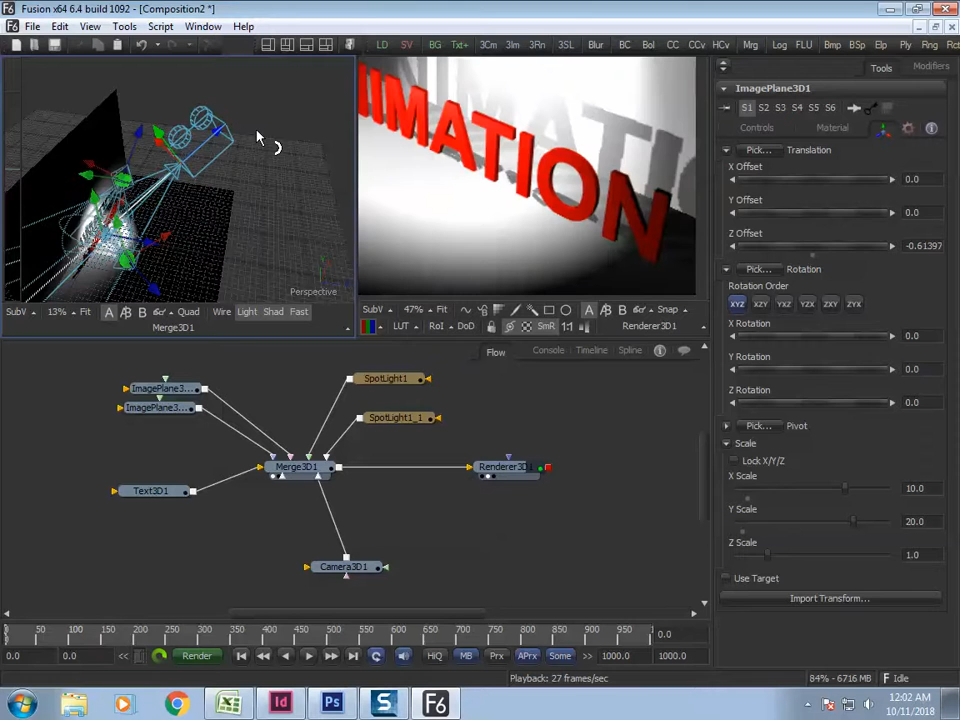 Fusion x64 6.4 build 1092 - [Composition2 *]
File Edit View Tools Script Window Help
LD SV BG Txt+ 3Cm 3Im 3Rn 3SL Blur BC Bol CC CCv HCv Mrg Log FLU Bmp BSp Elp Ply Rng Rct
Tools Modifiers
ImagePlane3D1
S1 S2 S3 S4 S5 S6
Controls Material
Pick... Translation
X Offset
0.0
Y Offset
0.0
Z Offset
-0.61397
Pick... Rotation
Rotation Order
XYZ XZY YXZ YZX ZXY ZYX
X Rotation
0.0
Y Rotation
0.0
Z Rotation
0.0
Pick... Pivot
Scale
Lock X/Y/Z
X Scale
10.0
Y Scale
20.0
Z Scale
1.0
Use Target
Import Transform...
Perspective
IMATION
SubV 13% Fit A B Quad Wire Light Shad Fast
Merge3D1
SubV 47% Fit A B Snap
LUT RoI DoD SmR 1:1 Renderer3D1
Flow Console Timeline Spline
ImagePlane3...
ImagePlane3...
Text3D1
Merge3D1
SpotLight1
SpotLight1_1
Renderer3D1
Camera3D1
50 100 150 200 250 300 350 400 450 500 550 600 650 700 750 800 850 900 950 0.0
0.0 0.0 << Render HiQ MB Prx APrx Some >> 1000.0 1000.0
Playback: 27 frames/sec 84% - 6716 MB Idle
Id Ps S F6
12:02 AM
10/11/2018